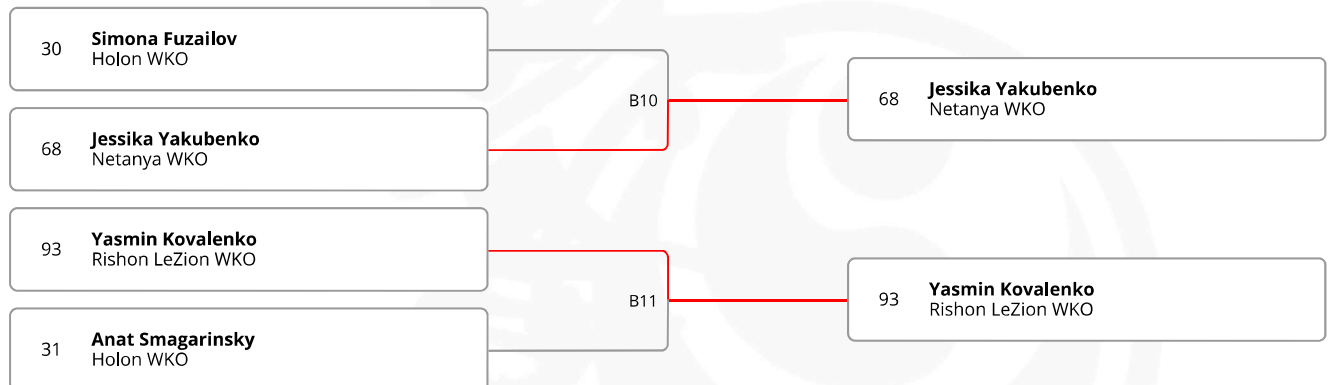 30
Simona Fuzailov
Holon WKO
68
Jessika Yakubenko
Netanya WKO
B10
68
Jessika Yakubenko
Netanya WKO
93
Yasmin Kovalenko
Rishon LeZion WKO
31
Anat Smagarinsky
Holon WKO
B11
93
Yasmin Kovalenko
Rishon LeZion WKO